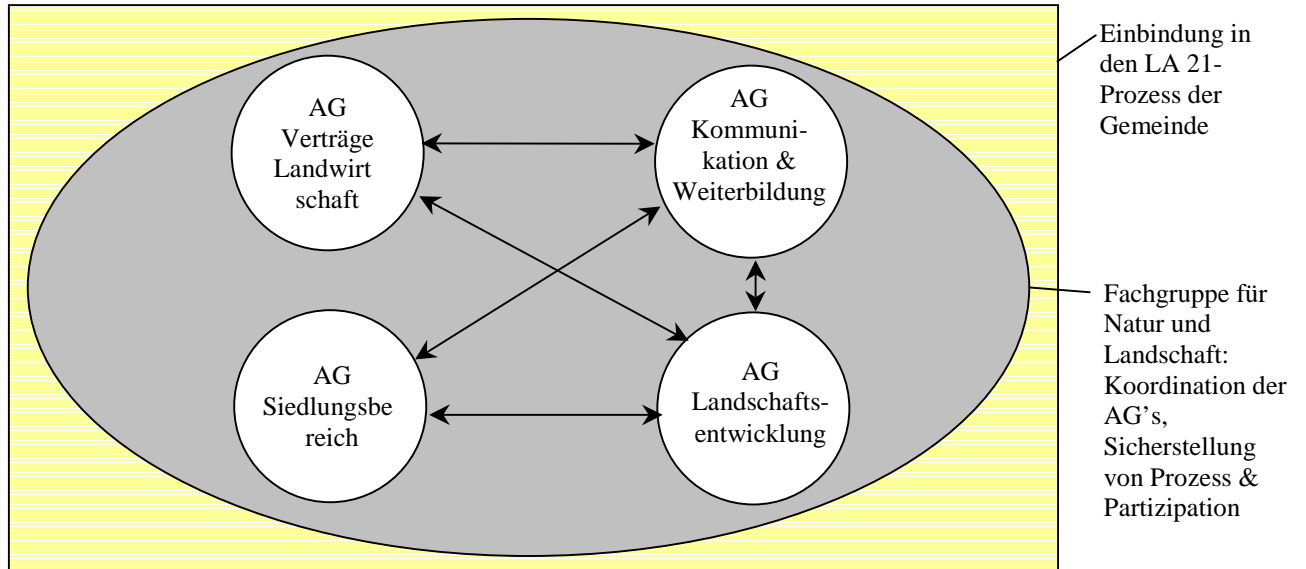 AG
Verträge
Landwirt
schaft
AG
Kommuni-
kation &
Weiterbildung
AG
Siedlungsbe
reich
AG
Landschafts-
entwicklung
Einbindung in
den LA 21-
Prozess der
Gemeinde
Fachgruppe für
Natur und
Landschaft:
Koordination der
AG’s,
Sicherstellung
von Prozess &
Partizipation